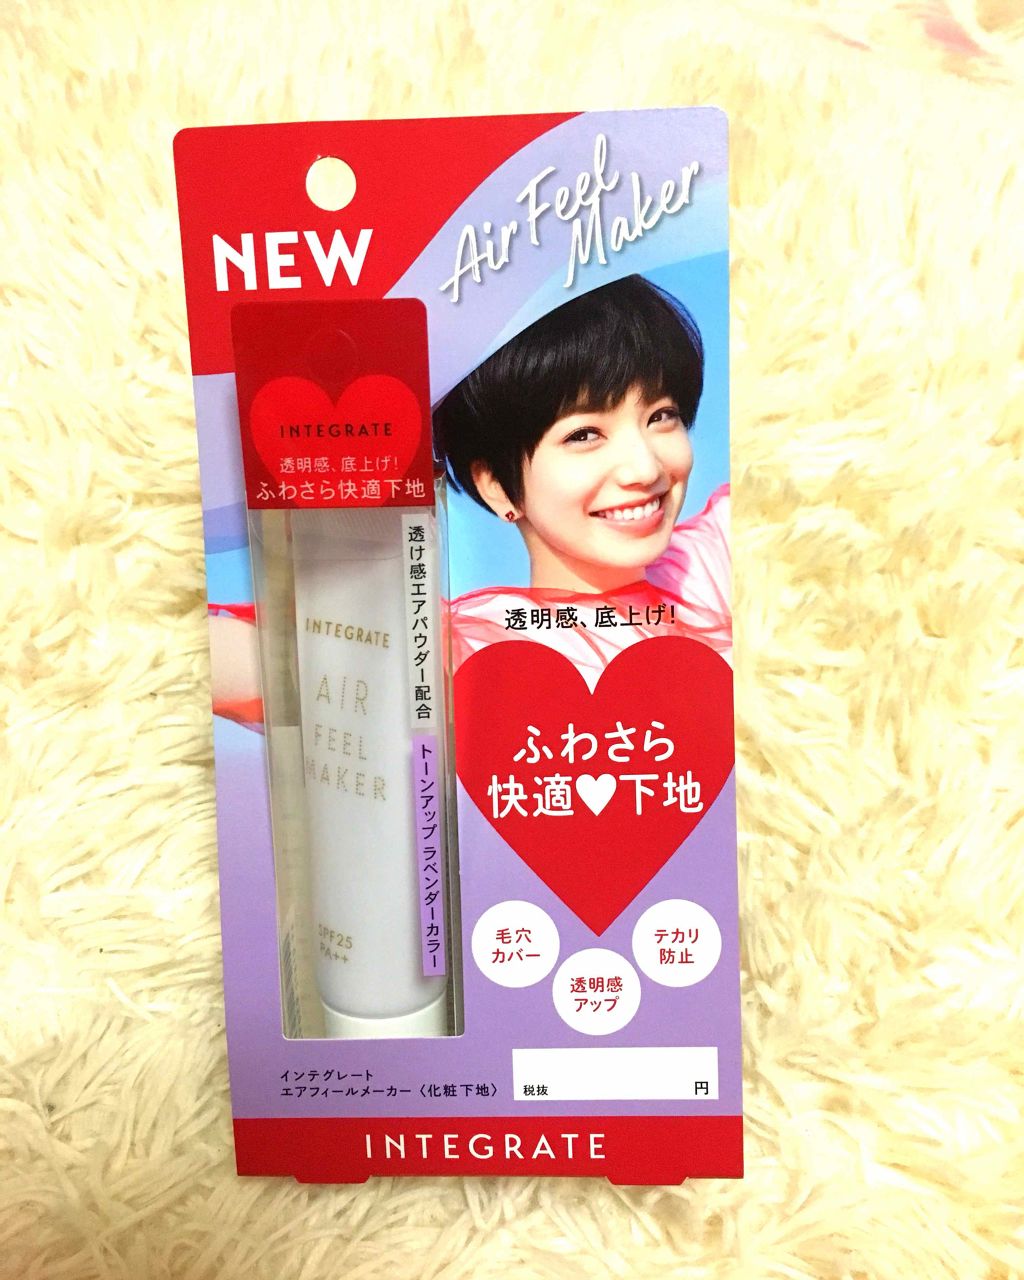 NEW
Air Feel
Maker
INTEGRATE
透明感、底上げ!
ふわさら快適下地
透け感エアパウダー配合
トーンアップ ラベンダーカラー
INTEGRATE
AIR
FEEL
MAKER
SPF25
PA++
透明感、底上げ!
ふわさら
快適♥下地
毛穴
カバー
透明感
アップ
テカリ
防止
インテグレート
エアフィールメーカー〈化粧下地〉
税抜 円
INTEGRATE